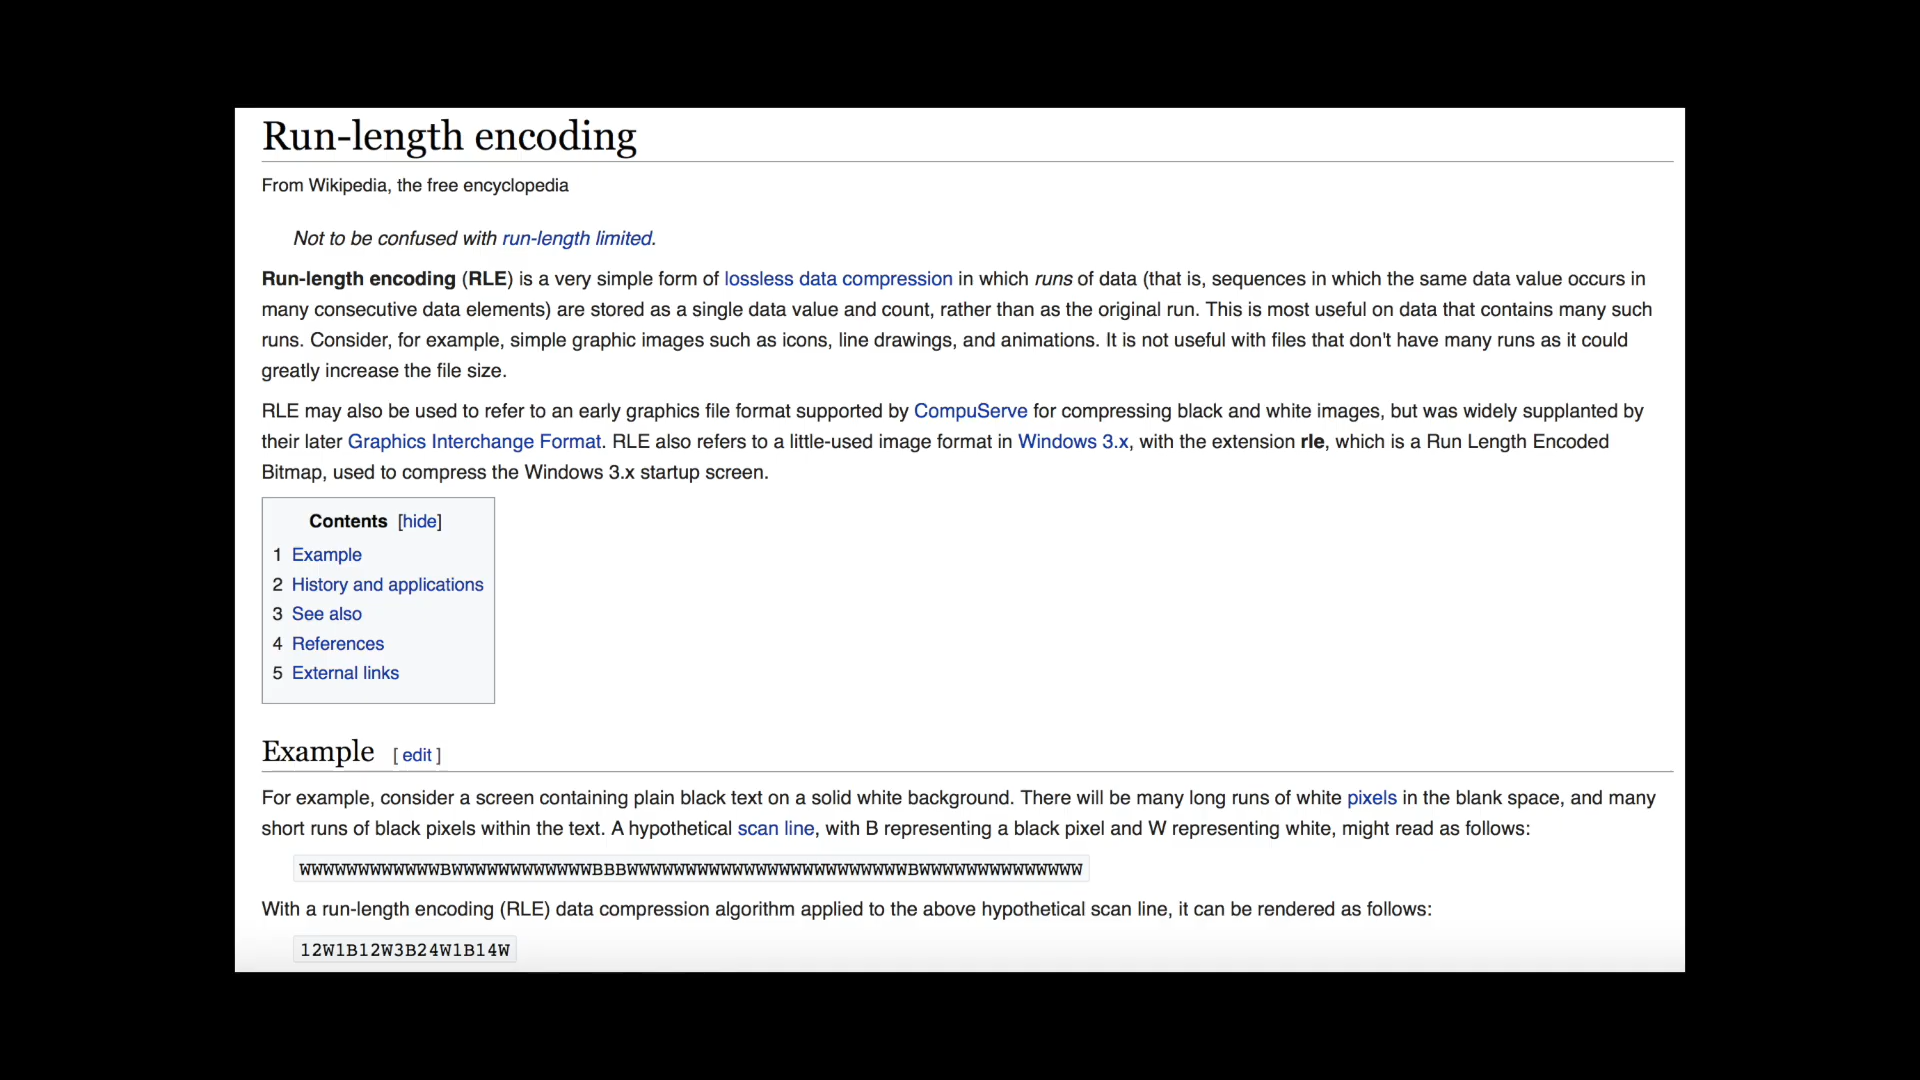 Run-length encoding
From Wikipedia, the free encyclopedia
Not to be confused with run-length limited.
Run-length encoding (RLE) is a very simple form of lossless data compression in which runs of data (that is, sequences in which the same data value occurs in
many consecutive data elements) are stored as a single data value and count, rather than as the original run. This is most useful on data that contains many such
runs. Consider, for example, simple graphic images such as icons, line drawings, and animations. It is not useful with files that don't have many runs as it could
greatly increase the file size.
RLE may also be used to refer to an early graphics file format supported by CompuServe for compressing black and white images, but was widely supplanted by
their later Graphics Interchange Format. RLE also refers to a little-used image format in Windows 3.x, with the extension rle, which is a Run Length Encoded
Bitmap, used to compress the Windows 3.x startup screen.
Contents [hide]
1 Example
2 History and applications
3 See also
4 References
5 External links
Example [ edit ]
For example, consider a screen containing plain black text on a solid white background. There will be many long runs of white pixels in the blank space, and many
short runs of black pixels within the text. A hypothetical scan line, with B representing a black pixel and W representing white, might read as follows:
WWWWWWWWWWWWBWWWWWWWWWWWWBBBWWWWWWWWWWWWWWWWWWWWWWWWBWWWWWWWWWWWWWW
With a run-length encoding (RLE) data compression algorithm applied to the above hypothetical scan line, it can be rendered as follows:
12W1B12W3B24W1B14W